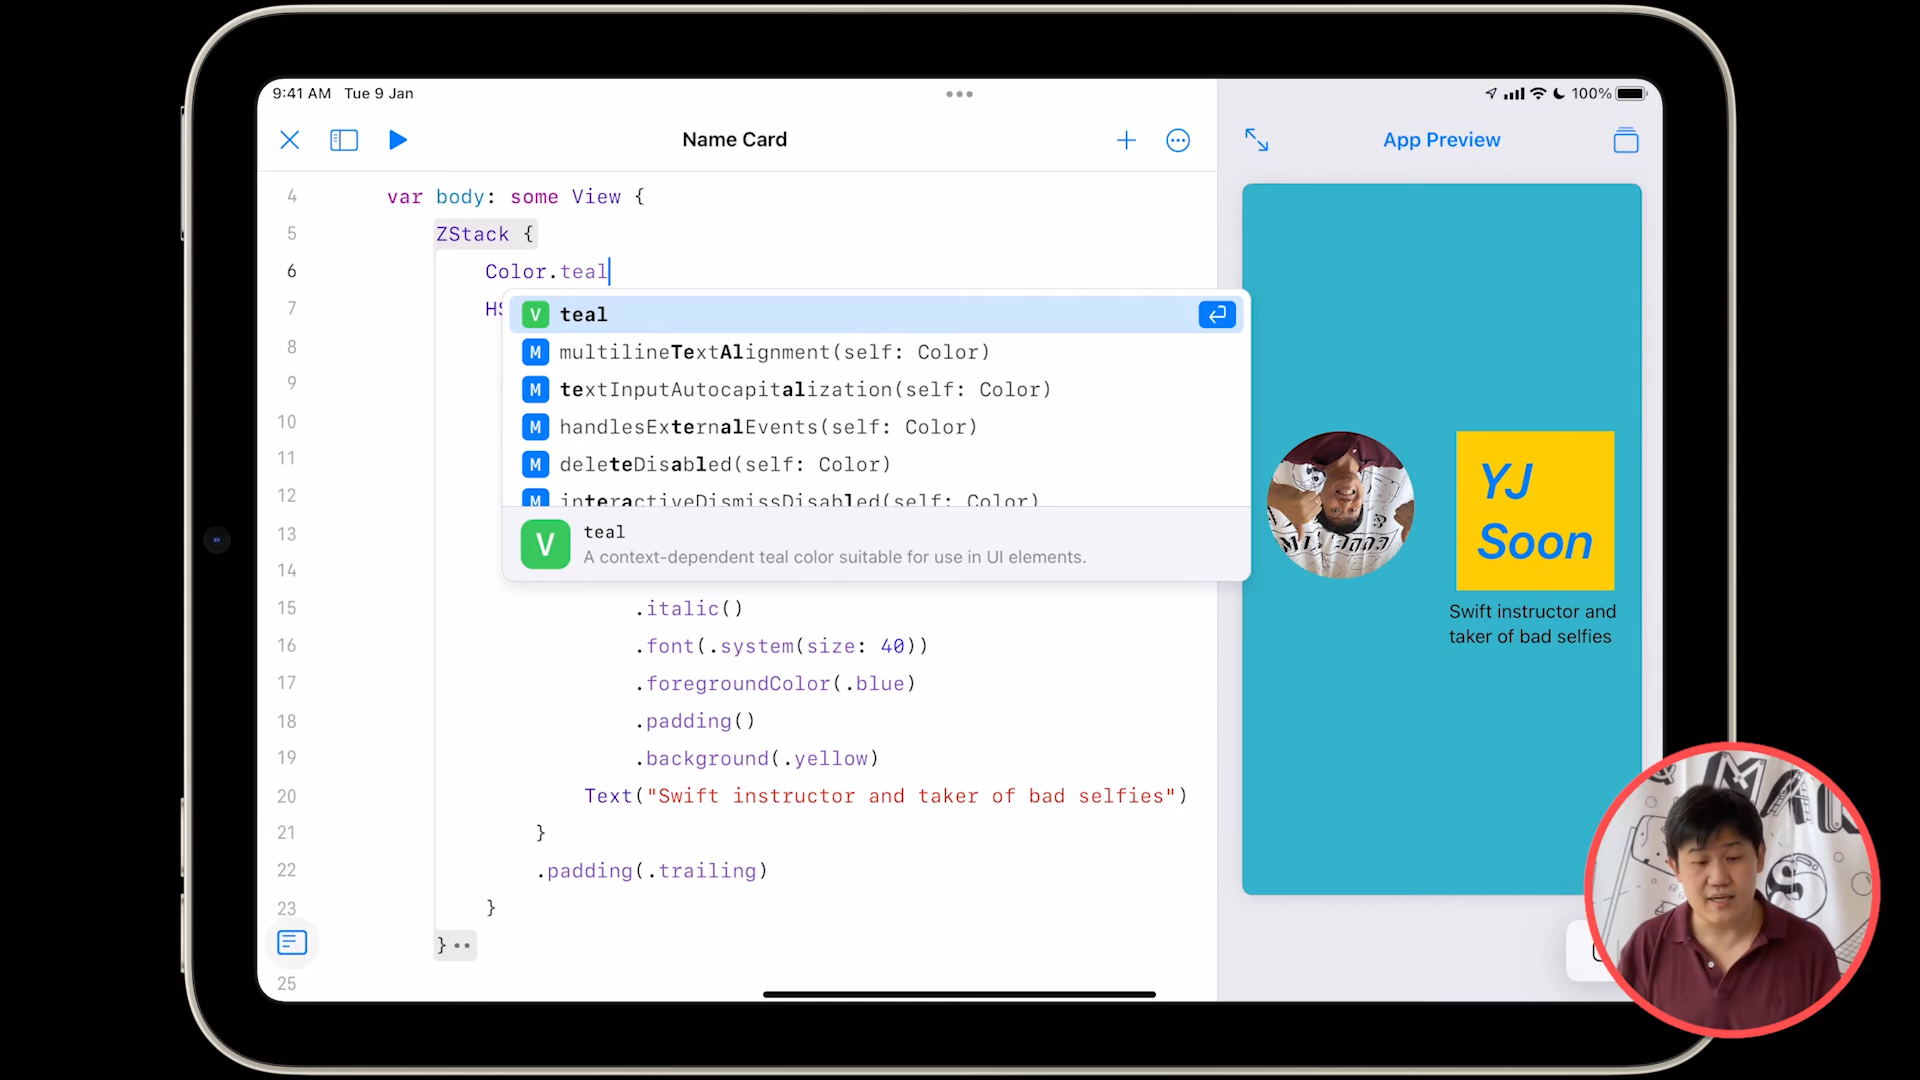 9:41 AM Tue 9 Jan
100%
Name Card
App Preview
4 var body: some View {
5 ZStack {
6 Color.teal
7 HS
V teal
8 M multilineTextAlignment(self: Color)
9 M textInputAutocapitalization(self: Color)
10 M handlesExternalEvents(self: Color)
11 M deleteDisabled(self: Color)
12 M interactiveDismissDisabled(self: Color)
13 V teal
A context-dependent teal color suitable for use in UI elements.
14
15 .italic()
16 .font(.system(size: 40))
17 .foregroundColor(.blue)
18 .padding()
19 .background(.yellow)
20 Text("Swift instructor and taker of bad selfies")
21 }
22 .padding(.trailing)
23 }
}
25
YJ
Soon
Swift instructor and
taker of bad selfies